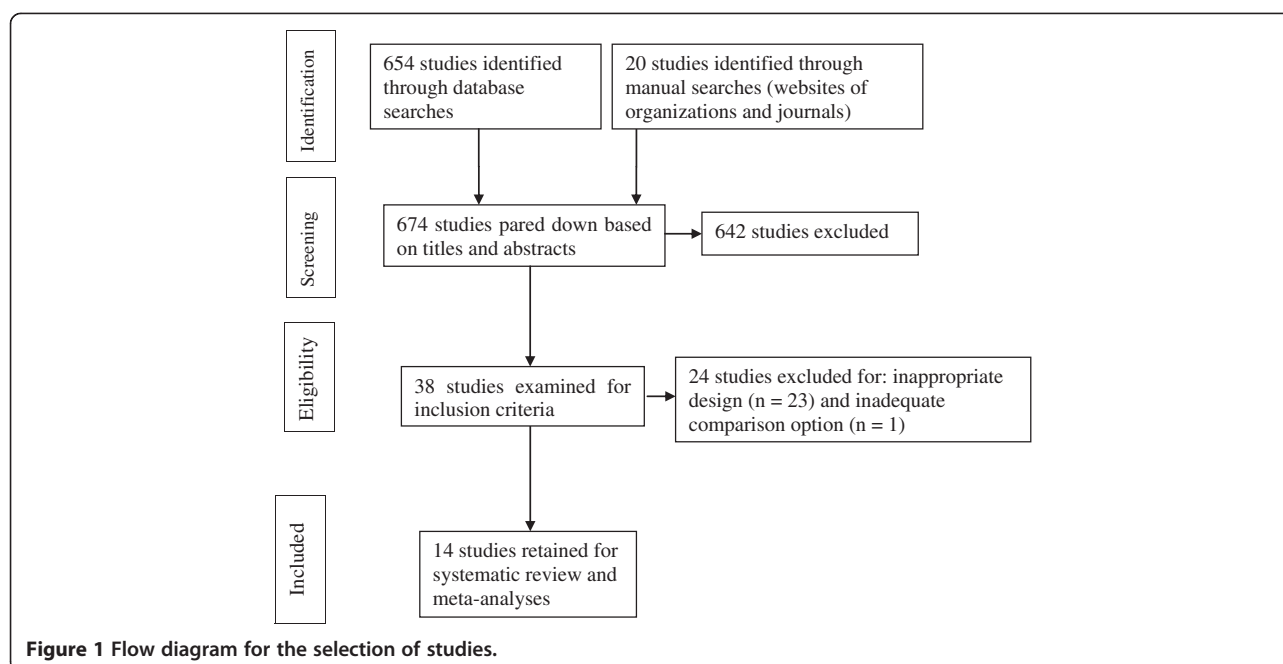 Identification
654 studies identified
through database
searches
20 studies identified through
manual searches (websites of
organizations and journals)
Screening
674 studies pared down based
on titles and abstracts
642 studies excluded
Eligibility
38 studies examined for
inclusion criteria
24 studies excluded for: inappropriate
design (n = 23) and inadequate
comparison option (n = 1)
Included
14 studies retained for
systematic review and
meta-analyses
Figure 1 Flow diagram for the selection of studies.